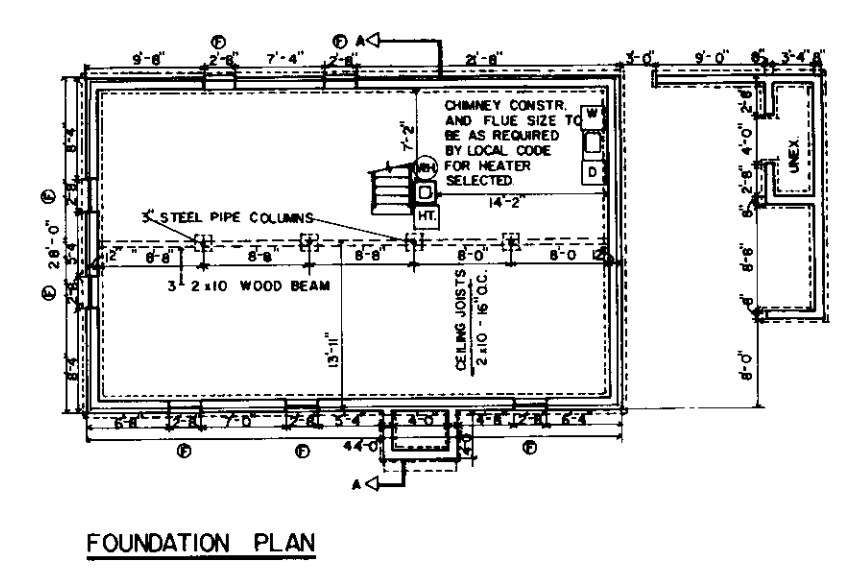 Ⓕ Ⓕ A
9'-8" 2'-8" 7'-4" 2'-8" 21'-8" 3'-0" 9'-0" 8" 3'-4" 8"
CHIMNEY CONSTR.
AND FLUE SIZE TO
BE AS REQUIRED
BY LOCAL CODE
FOR HEATER
SELECTED.
W
D
WH
HT.
7'-2"
14'-2"
8'-4"
2'-8"
Ⓕ
28'-0"
5'-4"
Ⓕ
2'-8"
8'-4"
2'-8"
4'-0"
UNEX.
2'-8"
8"
8'-8"
8"
8'-0"
3" STEEL PIPE COLUMNS
12" 8'-8" 8'-8" 8'-8" 8'-0" 8'-0 12"
3- 2x10 WOOD BEAM
13'-11"
CEILING JOISTS
2x10 - 16" O.C.
6'-8" 2'-8" 7'-0" 2'-8" 5'-4" 4'-0" 4'-8" 2'-8" 6'-4"
44'-0"
4'-0
Ⓕ Ⓕ Ⓕ
A
FOUNDATION PLAN